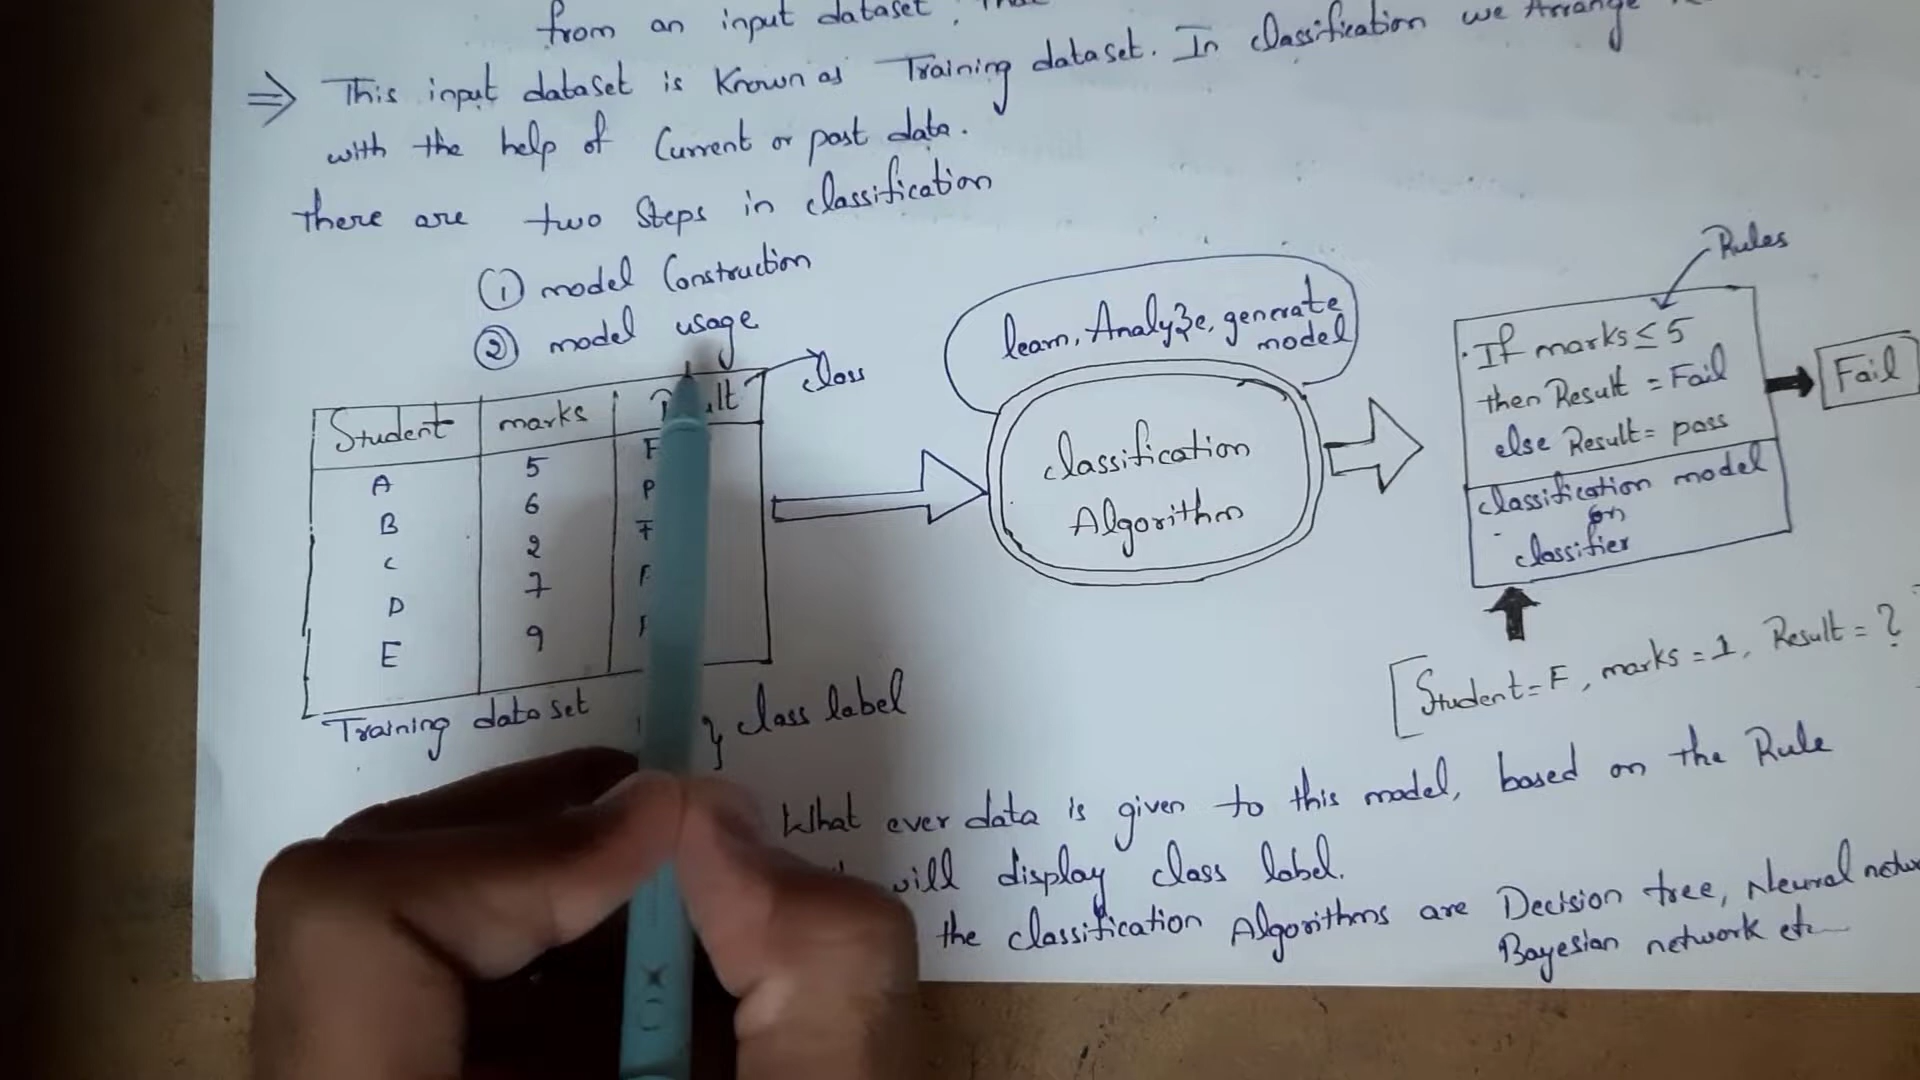 from an input dataset.
⇒ This input dataset is Known as Training dataset. In classification we Arrange
with the help of Current or past data.
there are two Steps in classification
① model Construction
② model usage
class
Student marks
A 5 F
B 6 P
C 2 F
D 7
E 9
Training dataset
} class label
learn, Analyze, generate
model
classification
Algorithm
Rules
If marks ≤ 5
then Result = Fail
else Result = pass
classification model
or
classifier
Fail
[Student = F, marks = 1, Result = ?
What ever data is given to this model, based on the Rule
will display class label.
the classification Algorithms are Decision tree, Neural
Bayesian network etc